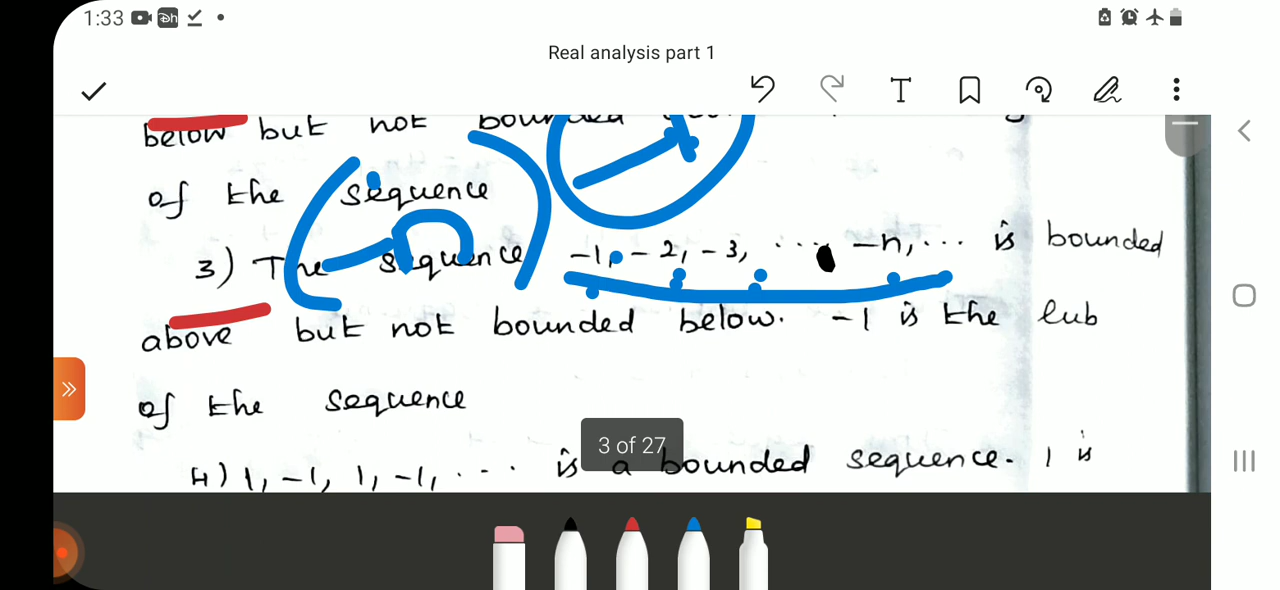 1:33
Real analysis part 1
below but not bounded
of the sequence
3) The sequence -1, -2, -3, ..., -n, ... is bounded
above but not bounded below. -1 is the lub
of the sequence
3 of 27
4) 1, -1, 1, -1, ... is a bounded sequence. 1 is